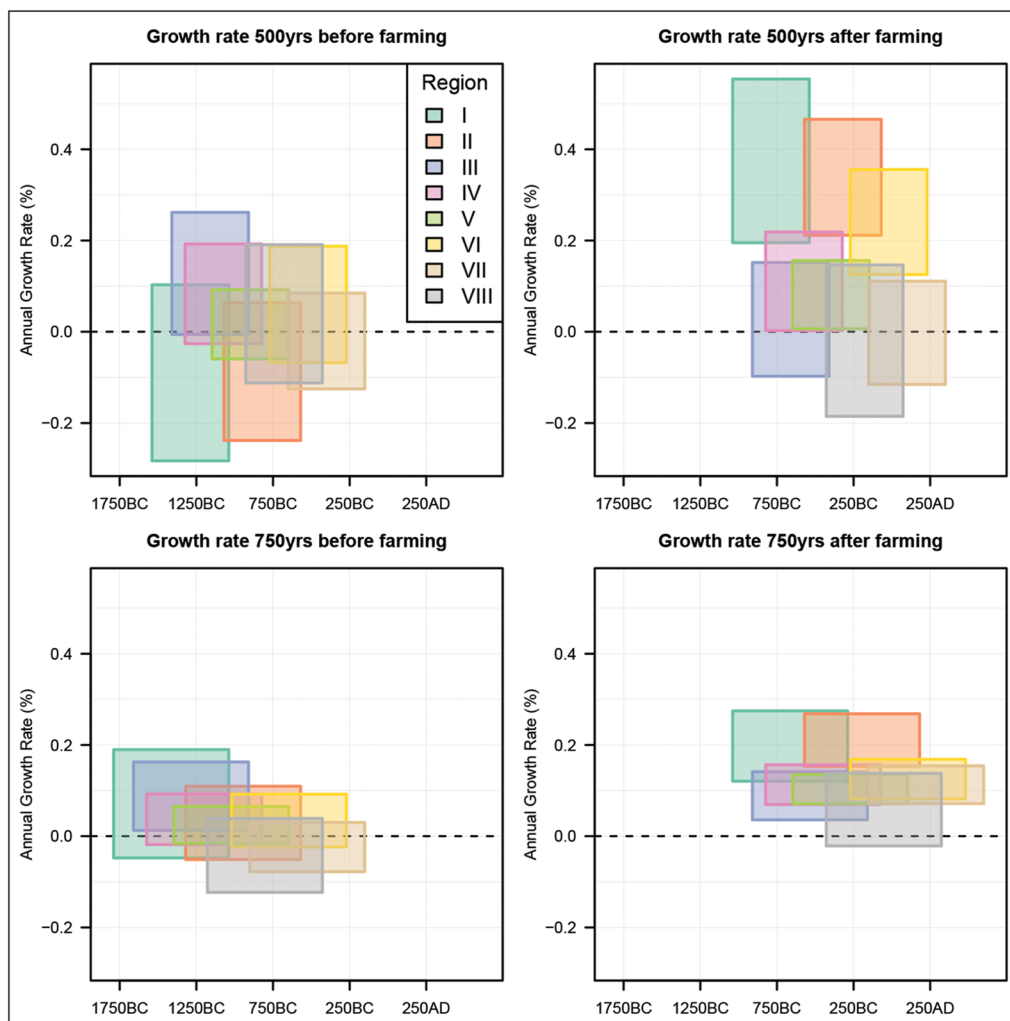 Growth rate 500yrs before farming
Annual Growth Rate (%)
0.4
0.2
0.0
−0.2
1750BC 1250BC 750BC 250BC 250AD
Region
I
II
III
IV
V
VI
VII
VIII
Growth rate 500yrs after farming
Annual Growth Rate (%)
0.4
0.2
0.0
−0.2
1750BC 1250BC 750BC 250BC 250AD
Growth rate 750yrs before farming
Annual Growth Rate (%)
0.4
0.2
0.0
−0.2
1750BC 1250BC 750BC 250BC 250AD
Growth rate 750yrs after farming
Annual Growth Rate (%)
0.4
0.2
0.0
−0.2
1750BC 1250BC 750BC 250BC 250AD